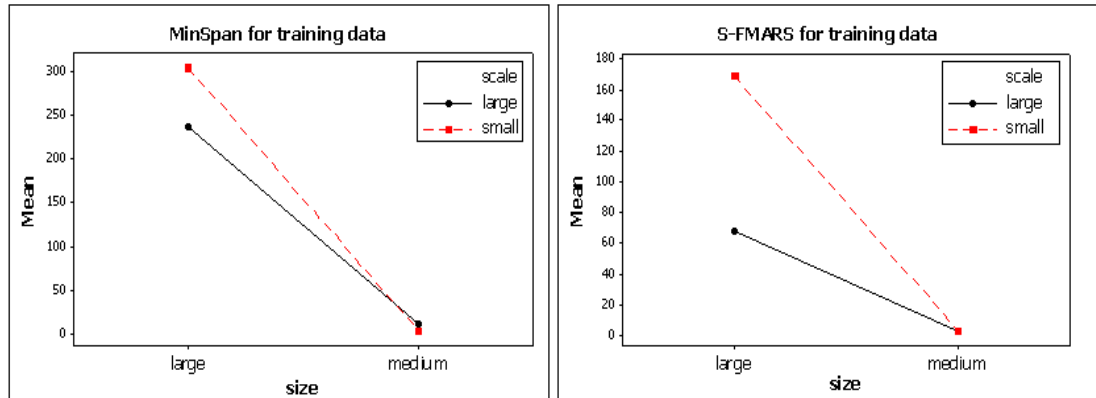 MinSpan for training data
300
250
200
150
100
50
0
Mean
scale
large
small
large medium
size
S-FMARS for training data
180
160
140
120
100
80
60
40
20
0
Mean
scale
large
small
large medium
size